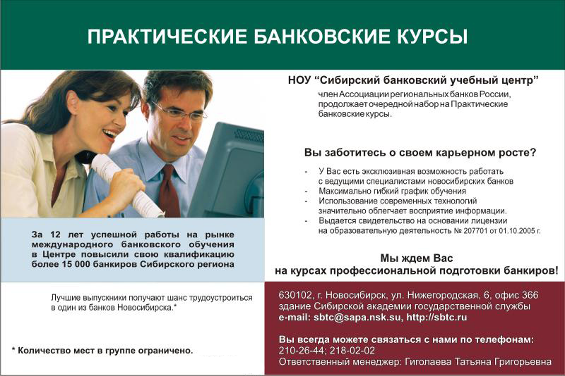 ПРАКТИЧЕСКИЕ БАНКОВСКИЕ КУРСЫ
НОУ “Сибирский банковский учебный центр”
член Ассоциации региональных банков России,
продолжает очередной набор на Практические
банковские курсы.
Вы заботитесь о своем карьерном росте?
- У Вас есть эксклюзивная возможность работать
с ведущими специалистами новосибирских банков
- Максимально гибкий график обучения
- Использование современных технологий
значительно облегчает восприятие информации.
- Выдается свидетельство на основании лицензии
на образовательную деятельность № 207701 от 01.10.2005 г.
Мы ждем Вас
на курсах профессиональной подготовки банкиров!
За 12 лет успешной работы на рынке
международного банковского обучения
в Центре повысили свою квалификацию
более 15 000 банкиров Сибирского региона
Лучшие выпускники получают шанс трудоустроиться
в один из банков Новосибирска.*
* Количество мест в группе ограничено.
630102, г. Новосибирск, ул. Нижегородская, 6, офис 366
здание Сибирской академии государственной службы
e-mail: sbtc@sapa.nsk.su, http://sbtc.ru
Вы всегда можете связаться с нами по телефонам:
210-26-44; 218-02-02
Ответственный менеджер: Гиголаева Татьяна Григорьевна